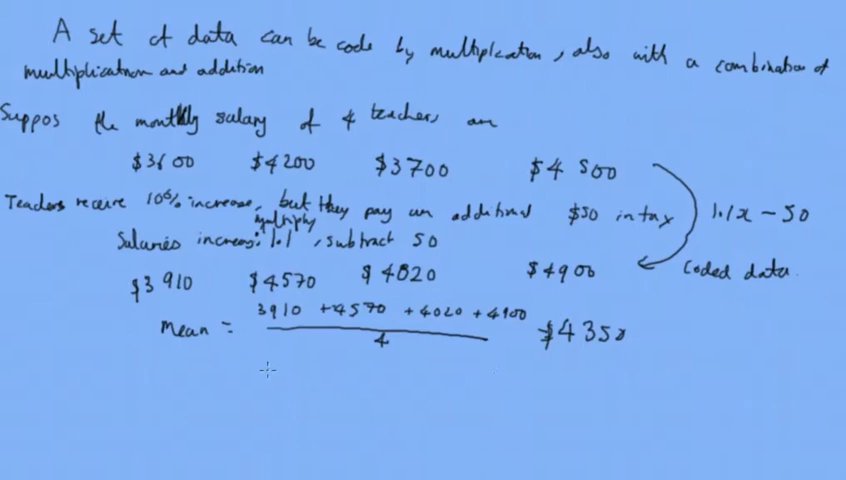 A set of data can be code by multiplication, also with a combination of
multiplication and addition
Suppos the monthly salary of 4 teachers are
$3600 $4200 $3700 $4500
Teachers receive 10% increase, but they pay an additional $50 in tax
multiply
1.1x - 50
Salaries increase: 1.1, subtract 50
$3910 $4570 $4020 $4900
Coded data.
3910 + 4570 + 4020 + 4900
Mean = $4350
4